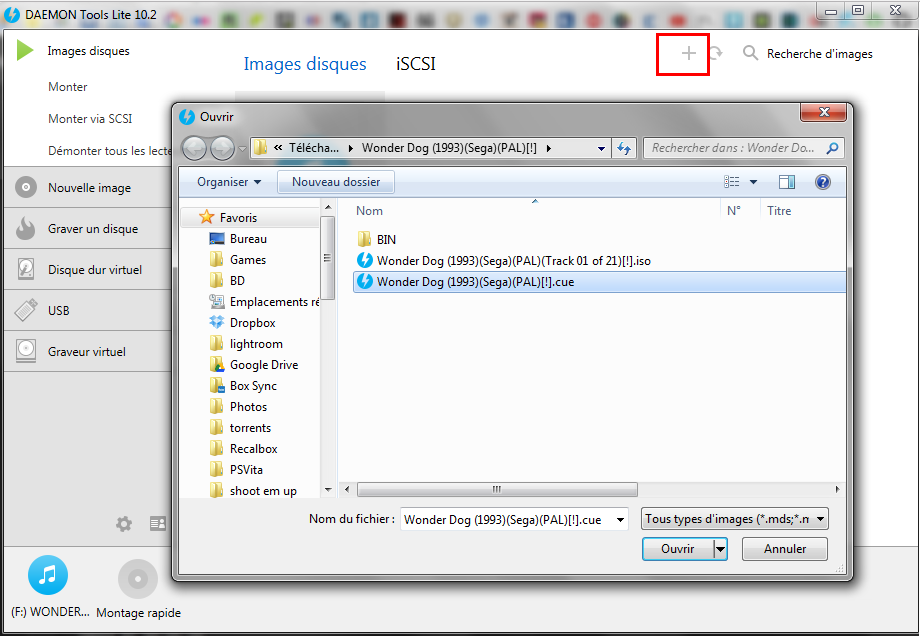 DAEMON Tools Lite 10.2
Images disques
Monter
Monter via SCSI
Démonter tous les lecte
Nouvelle image
Graver un disque
Disque dur virtuel
USB
Graveur virtuel
Images disques iSCSI
Recherche d'images
Ouvrir
« Télécha... Wonder Dog (1993)(Sega)(PAL)[!]
Rechercher dans : Wonder Do...
Organiser Nouveau dossier
Favoris
Bureau
Games
BD
Emplacements ré
Dropbox
lightroom
Google Drive
Box Sync
Photos
torrents
Recalbox
PSVita
shoot em up
Nom N° Titre
BIN
Wonder Dog (1993)(Sega)(PAL)(Track 01 of 21)[!].iso
Wonder Dog (1993)(Sega)(PAL)[!].cue
Nom du fichier : Wonder Dog (1993)(Sega)(PAL)[!].cue
Tous types d'images (*.mds;*.n
Ouvrir Annuler
(F:) WONDER... Montage rapide